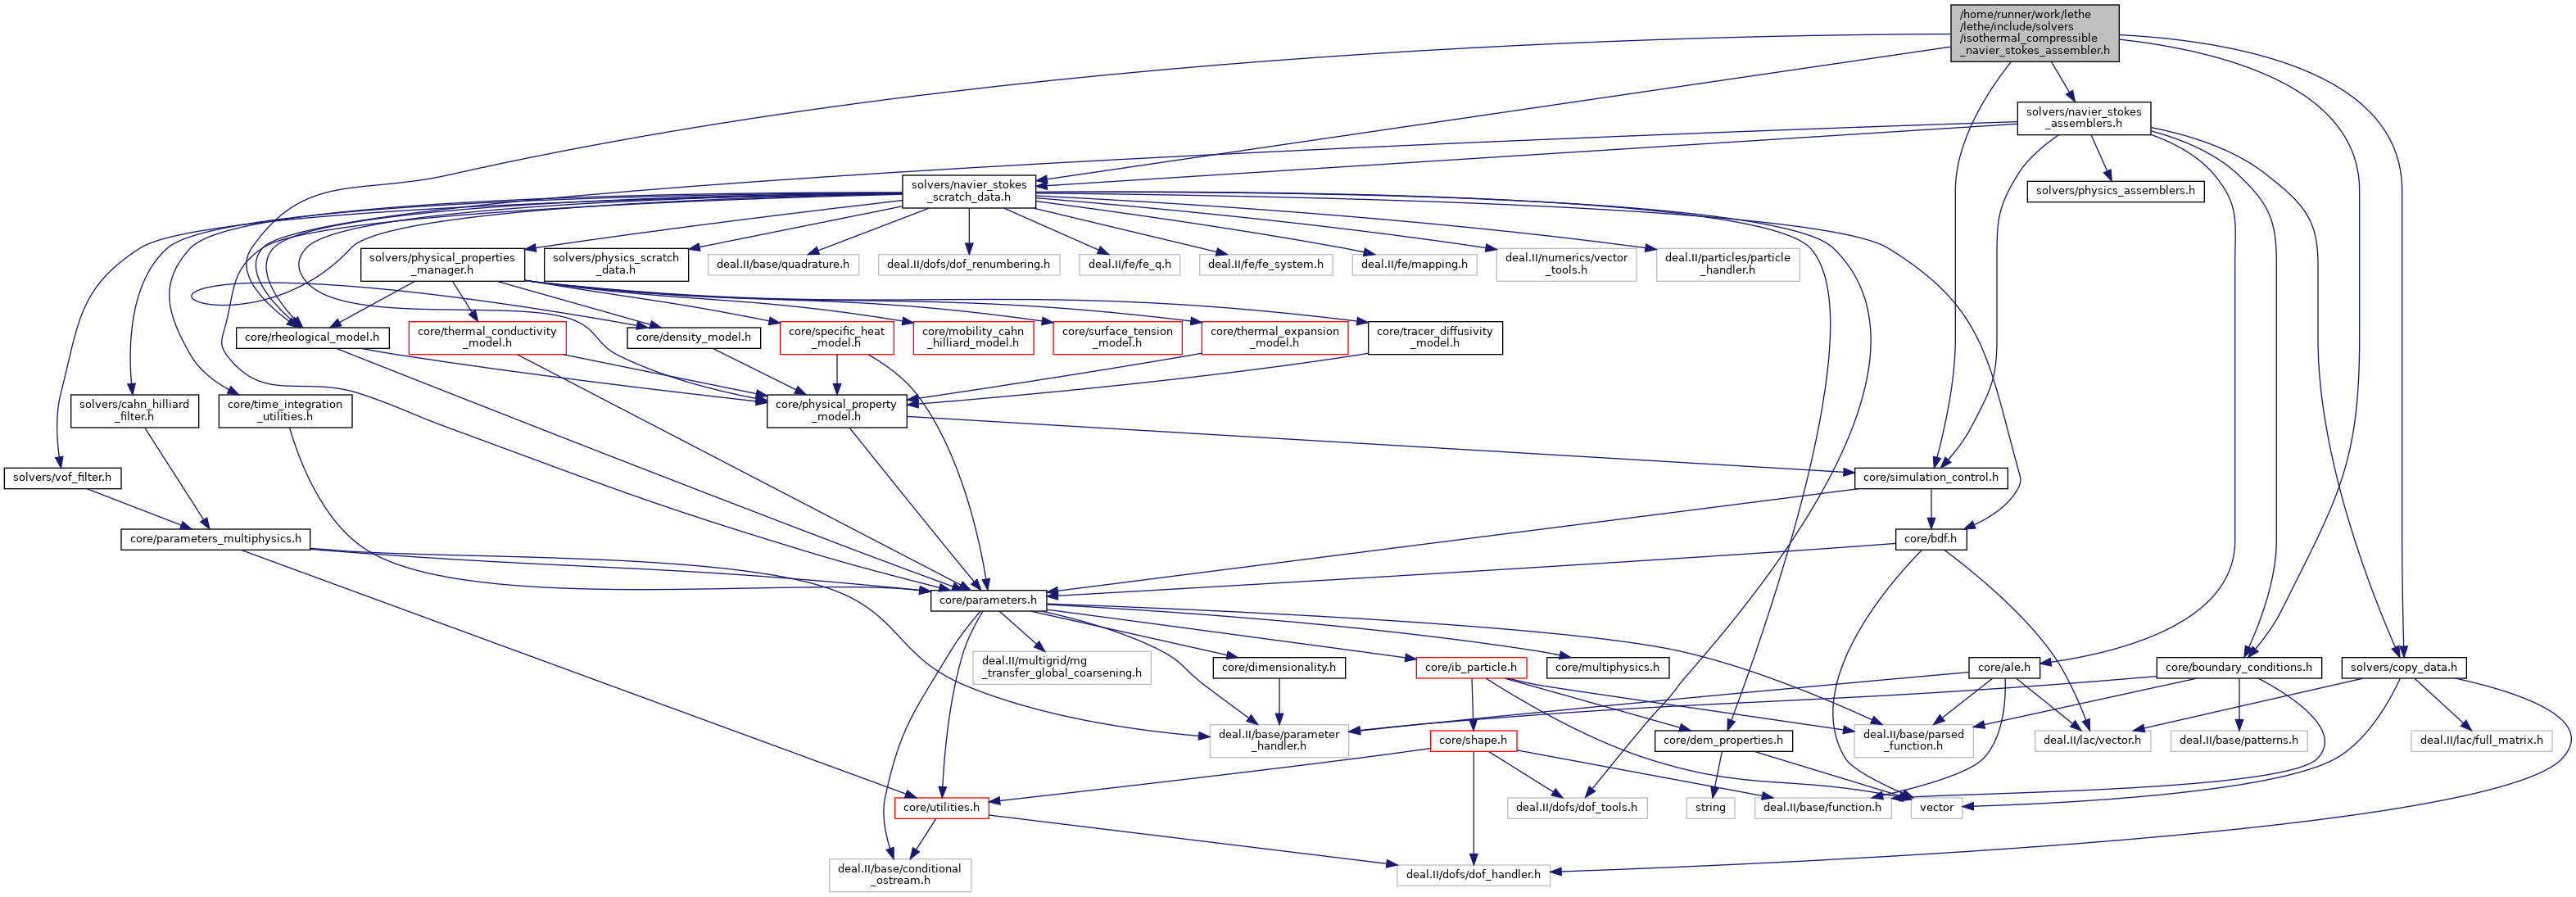 /home/runner/work/lethe
/lethe/include/solvers
/isothermal_compressible
_navier_stokes_assembler.h
solvers/navier_stokes
_assemblers.h
solvers/navier_stokes
_scratch_data.h
solvers/physics_assemblers.h
solvers/physical_properties
_manager.h
solvers/physics_scratch
_data.h
deal.II/base/quadrature.h
deal.II/dofs/dof_renumbering.h
deal.II/fe/fe_q.h
deal.II/fe/fe_system.h
deal.II/fe/mapping.h
deal.II/numerics/vector
_tools.h
deal.II/particles/particle
_handler.h
core/rheological_model.h
core/thermal_conductivity
_model.h
core/density_model.h
core/specific_heat
_model.h
core/mobility_cahn
_hilliard_model.h
core/surface_tension
_model.h
core/thermal_expansion
_model.h
core/tracer_diffusivity
_model.h
solvers/cahn_hilliard
_filter.h
core/time_integration
_utilities.h
core/physical_property
_model.h
solvers/vof_filter.h
core/simulation_control.h
core/parameters_multiphysics.h
core/bdf.h
core/parameters.h
deal.II/multigrid/mg
_transfer_global_coarsening.h
core/dimensionality.h
core/ib_particle.h
core/multiphysics.h
core/ale.h
core/boundary_conditions.h
solvers/copy_data.h
deal.II/base/parameter
_handler.h
core/shape.h
core/dem_properties.h
deal.II/base/parsed
_function.h
deal.II/lac/vector.h
deal.II/base/patterns.h
deal.II/lac/full_matrix.h
core/utilities.h
deal.II/dofs/dof_tools.h
string
deal.II/base/function.h
vector
deal.II/base/conditional
_ostream.h
deal.II/dofs/dof_handler.h